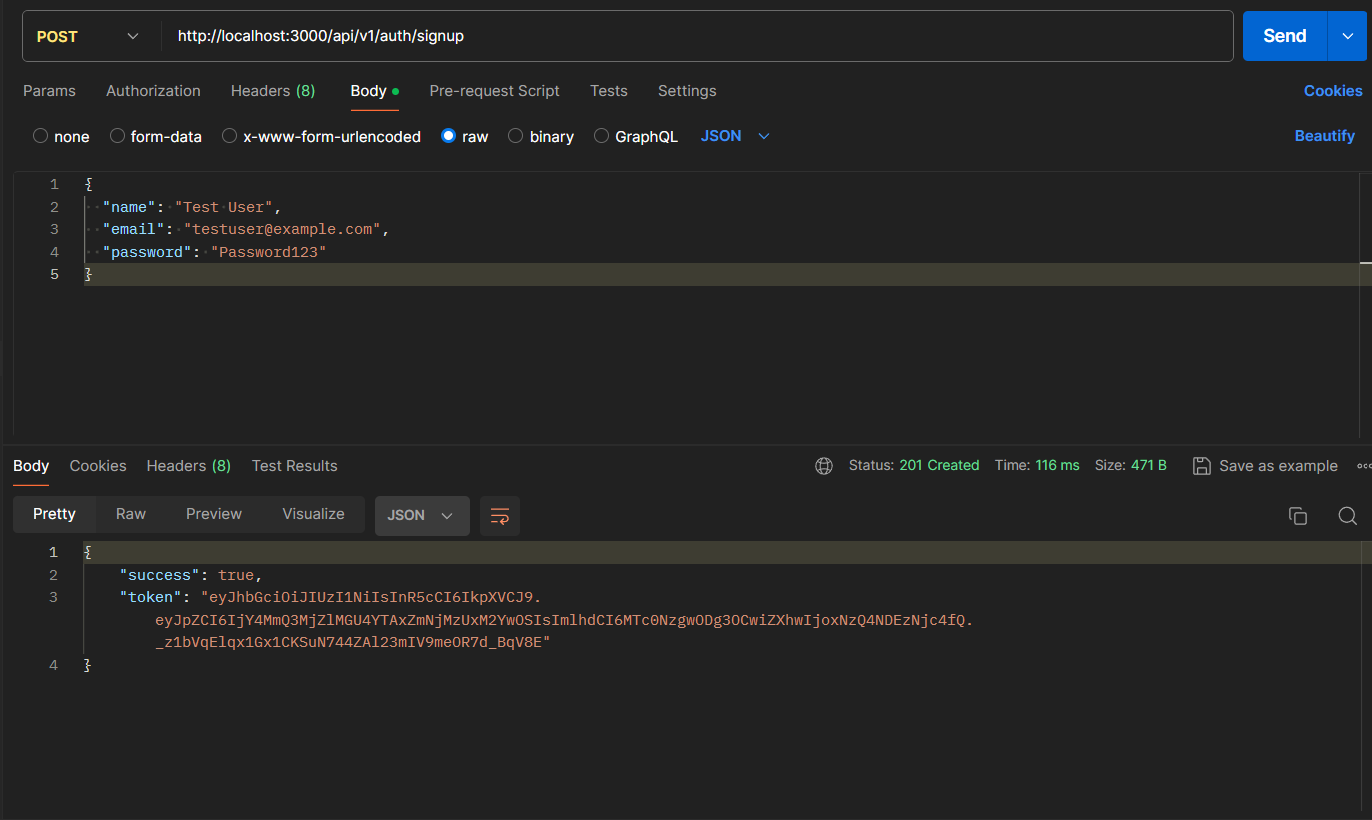 POST http://localhost:3000/api/v1/auth/signup Send
Params Authorization Headers (8) Body Pre-request Script Tests Settings Cookies
none form-data x-www-form-urlencoded raw binary GraphQL JSON Beautify
1 {
2 "name": "Test User",
3 "email": "testuser@example.com",
4 "password": "Password123"
5 }
Body Cookies Headers (8) Test Results Status: 201 Created Time: 116 ms Size: 471 B Save as example
Pretty Raw Preview Visualize JSON
1 {
2 "success": true,
3 "token": "eyJhbGciOiJIUzI1NiIsInR5cCI6IkpXVCJ9.
eyJpZCI6IjY4MmQ3MjZlMGU4YTAxZmNjMzUxM2YwOSIsImlhdCI6MTc0NzgwODg3OCwiZXhwIjoxNzQ4NDEzNjc4fQ.
_z1bVqElqx1Gx1CKSuN744ZAl23mIV9meOR7d_BqV8E"
4 }